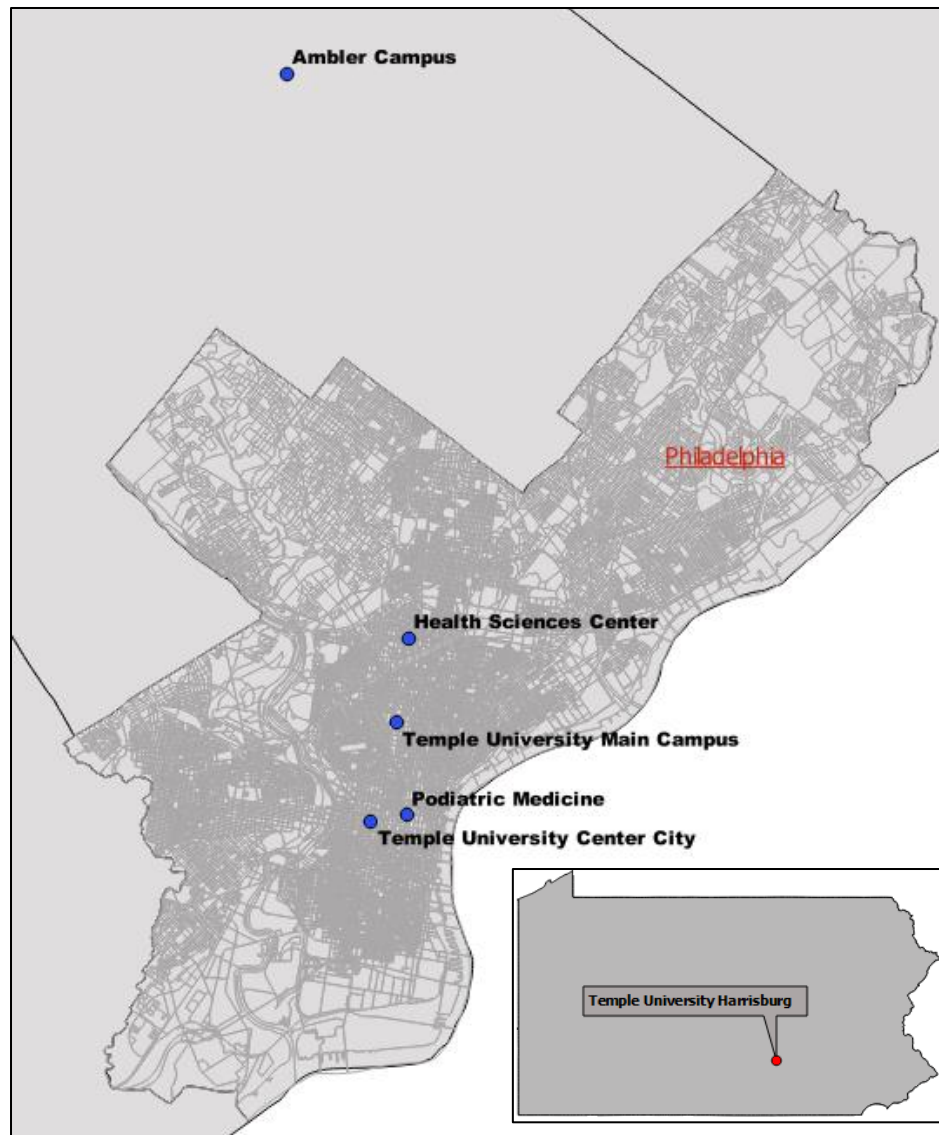 Ambler Campus
Philadelphia
Health Sciences Center
Temple University Main Campus
Podiatric Medicine
Temple University Center City
Temple University Harrisburg